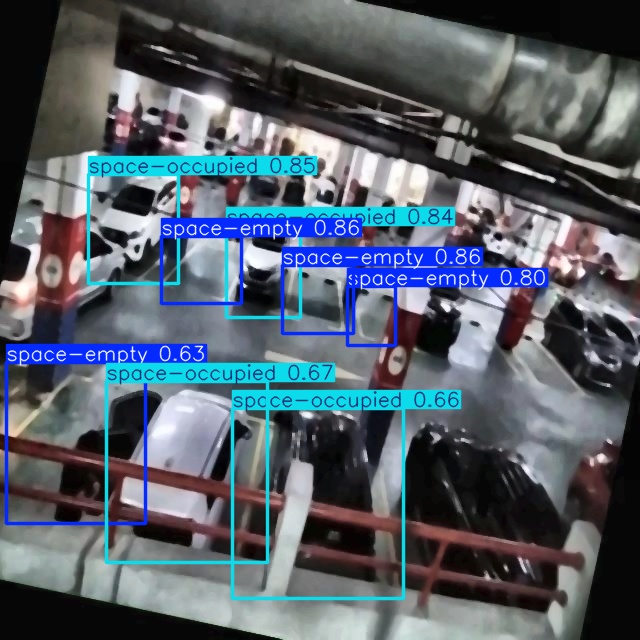 space-occupied 0.85
occupied 0.84
space-empty 0.86
space-empty 0.86
space-empty 0.80
space-empty 0.63
space-occupied 0.67
space-occupied 0.66